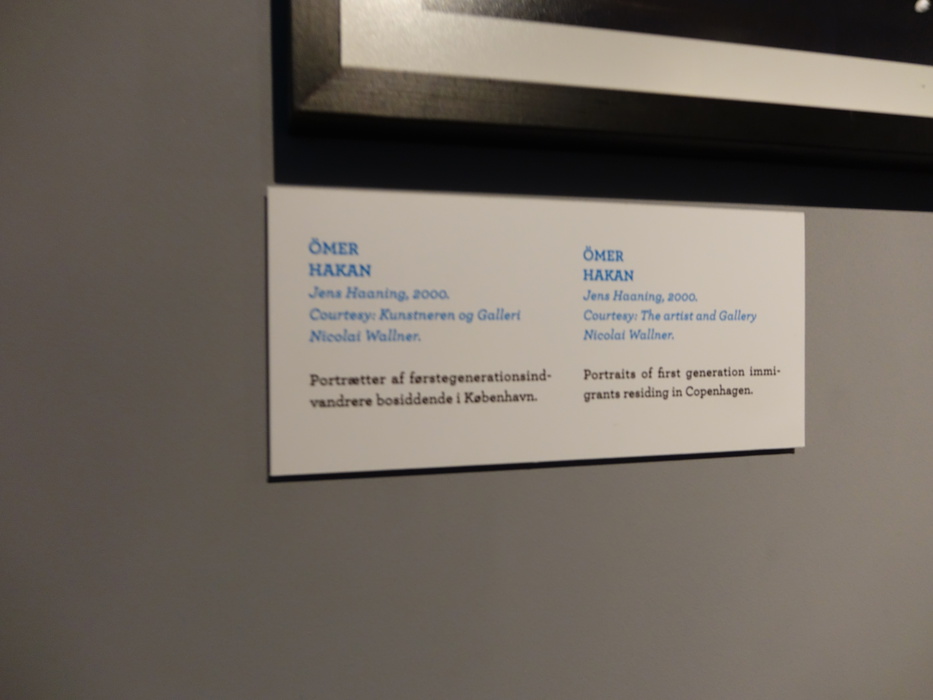 ÖMER
HAKAN
Jens Haaning, 2000.
Courtesy: Kunstneren og Galleri
Nicolai Wallner.
Portrætter af førstegenerationsind-
vandrere bosiddende i København.
ÖMER
HAKAN
Jens Haaning, 2000.
Courtesy: The artist and Gallery
Nicolai Wallner.
Portraits of first generation immi-
grants residing in Copenhagen.